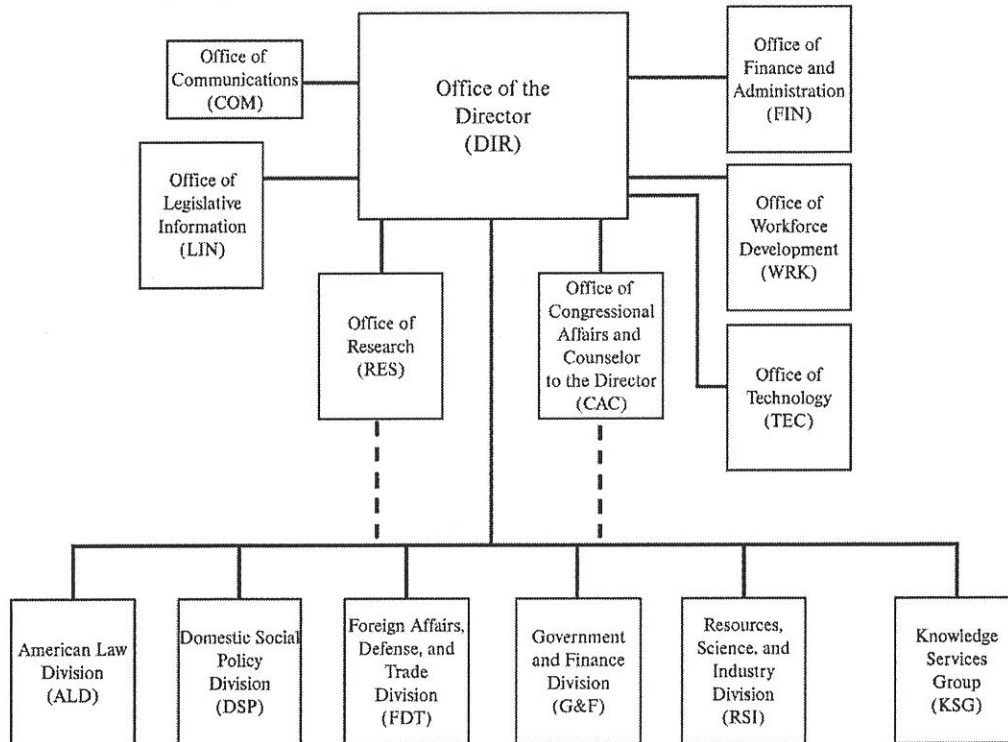 Office of
Communications
(COM)
Office of the
Director
(DIR)
Office of
Finance and
Administration
(FIN)
Office of
Legislative
Information
(LIN)
Office of
Workforce
Development
(WRK)
Office of
Research
(RES)
Office of
Congressional
Affairs and
Counselor
to the Director
(CAC)
Office of
Technology
(TEC)
American Law
Division
(ALD)
Domestic Social
Policy
Division
(DSP)
Foreign Affairs,
Defense, and
Trade
Division
(FDT)
Government
and Finance
Division
(G&F)
Resources,
Science, and
Industry
Division
(RSI)
Knowledge
Services
Group
(KSG)